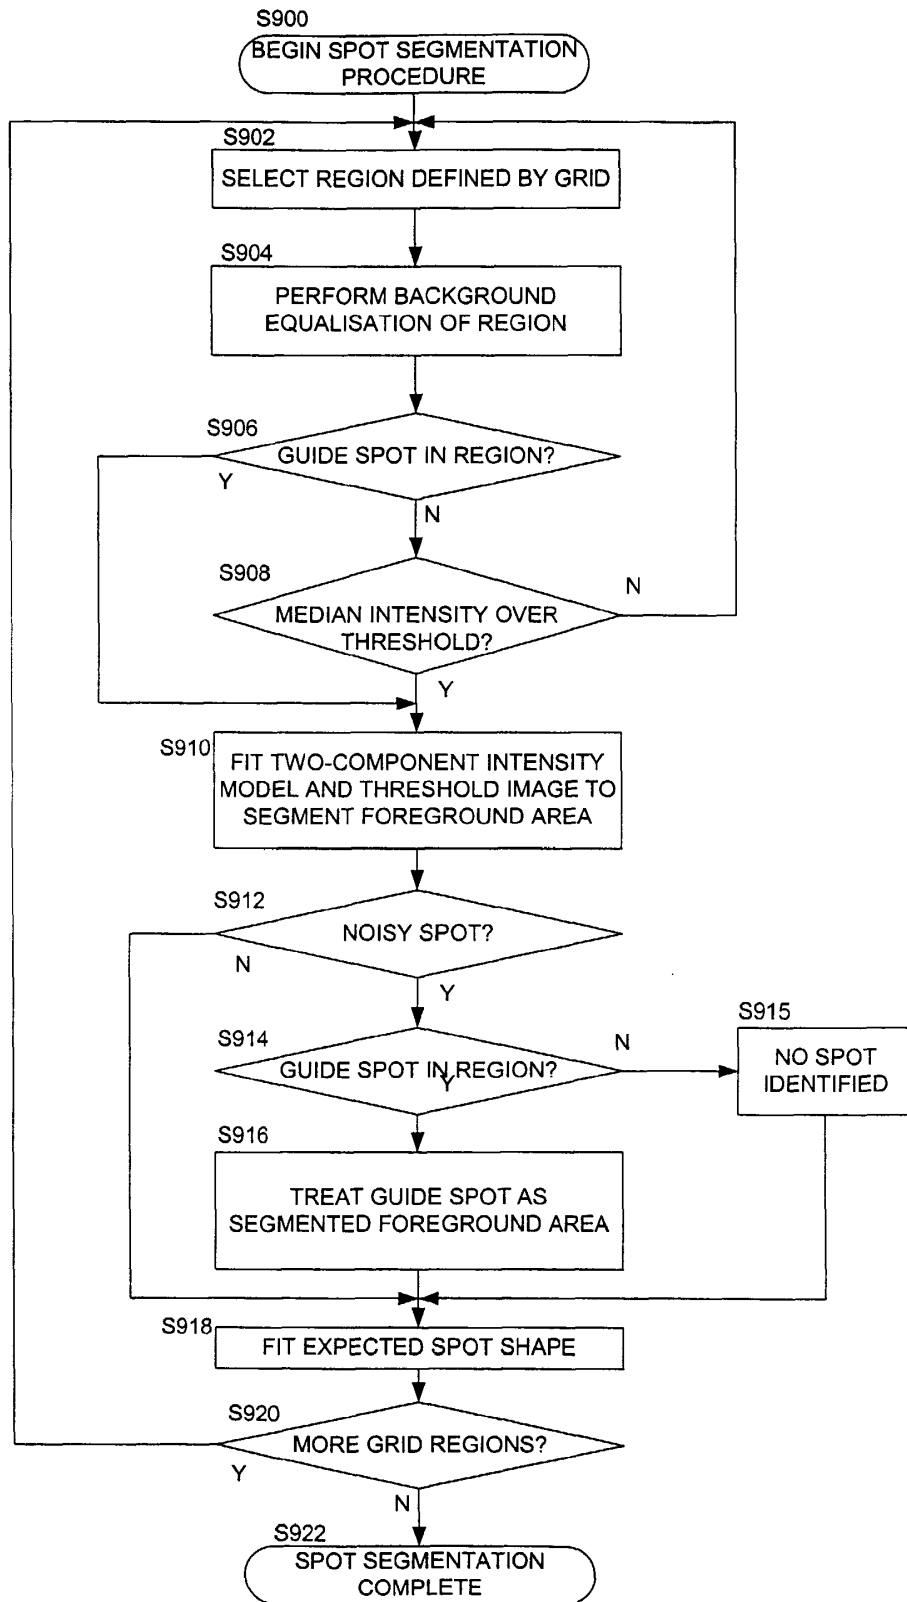 S900
BEGIN SPOT SEGMENTATION
PROCEDURE
S902
SELECT REGION DEFINED BY GRID
S904
PERFORM BACKGROUND
EQUALISATION OF REGION
S906
GUIDE SPOT IN REGION?
Y
N
S908
N
MEDIAN INTENSITY OVER
THRESHOLD?
Y
S910
FIT TWO-COMPONENT INTENSITY
MODEL AND THRESHOLD IMAGE TO
SEGMENT FOREGROUND AREA
S912
NOISY SPOT?
N
Y
S914
GUIDE SPOT IN REGION?
Y
N
S915
NO SPOT
IDENTIFIED
S916
TREAT GUIDE SPOT AS
SEGMENTED FOREGROUND AREA
S918
FIT EXPECTED SPOT SHAPE
S920
MORE GRID REGIONS?
Y
N
S922
SPOT SEGMENTATION
COMPLETE